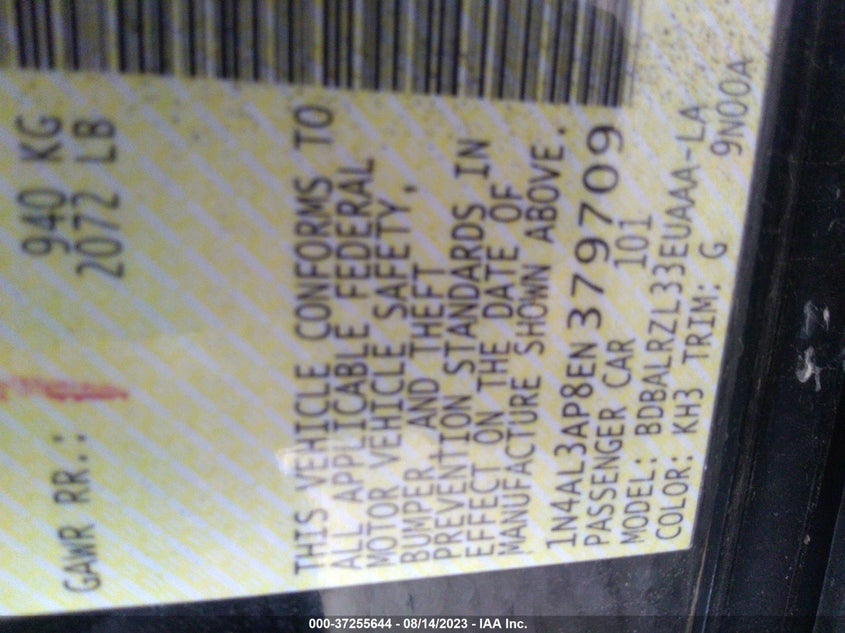 GAWR RR.: 940 KG
2072 LB
THIS VEHICLE CONFORMS TO
ALL APPLICABLE FEDERAL
MOTOR VEHICLE SAFETY,
BUMPER AND THEFT
PREVENTION STANDARDS IN
EFFECT ON THE DATE OF
MANUFACTURE SHOWN ABOVE.
1N4AL3AP8EN379709
PASSENGER CAR 101
MODEL: BDBALRZL33EUAAA-LA
COLOR: KH3 TRIM: G 9N00A
000-37255644 - 08/14/2023 - IAA Inc.